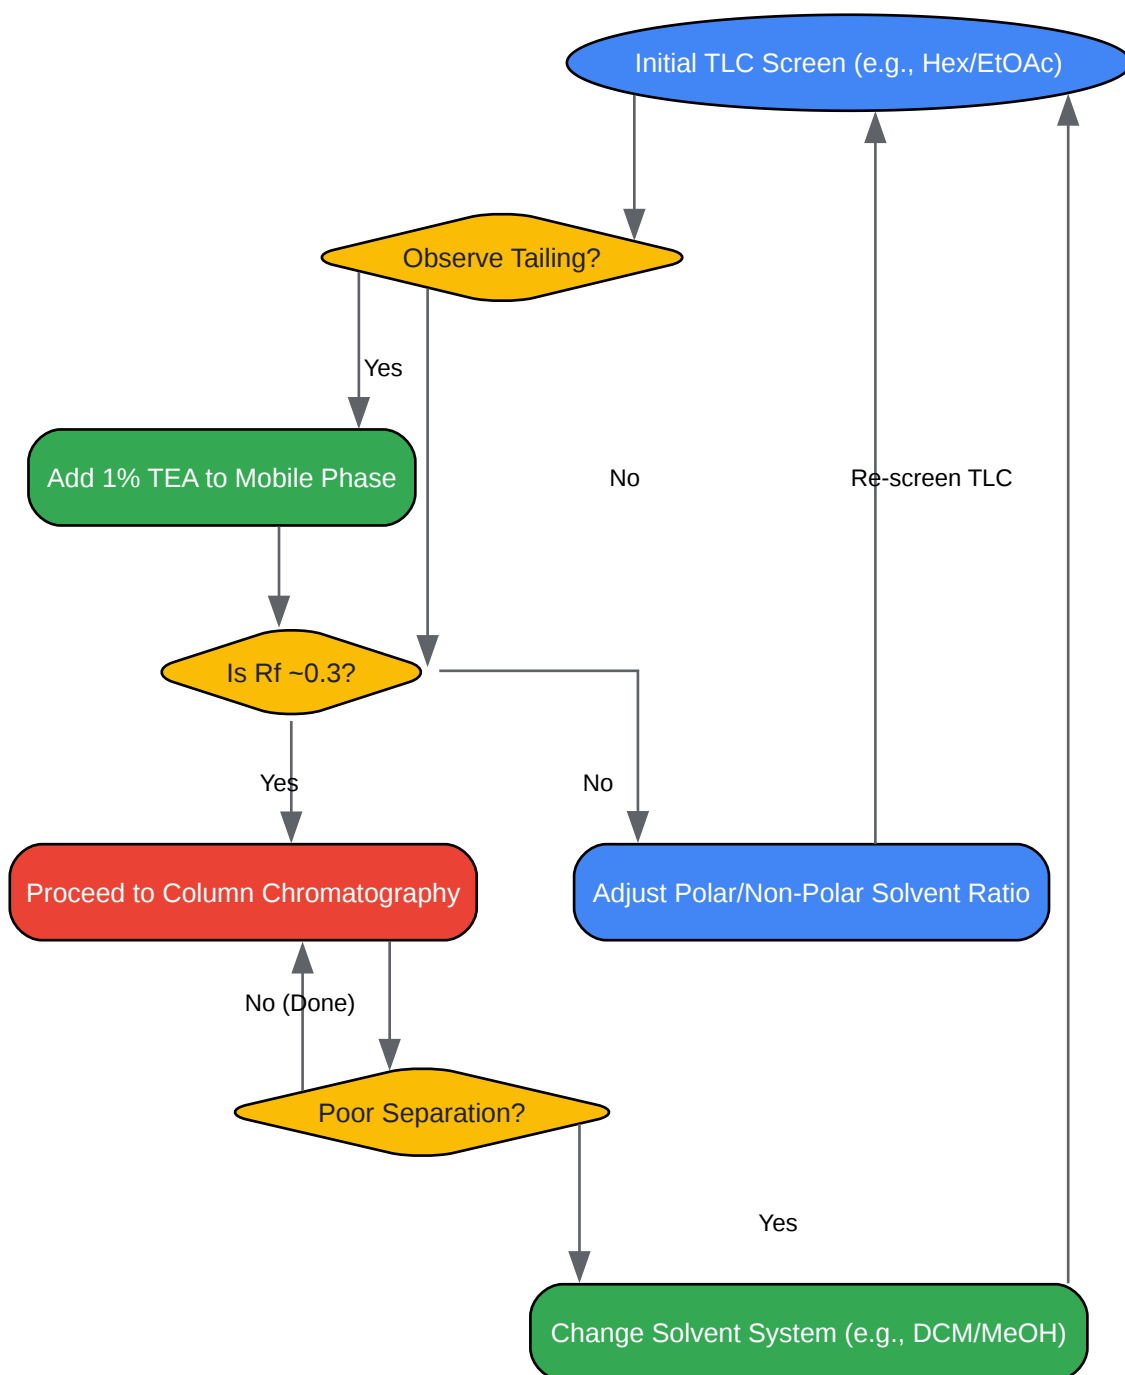 Initial TLC Screen (e.g., Hex/EtOAc)
Observe Tailing?
Yes
Add 1% TEA to Mobile Phase
No
Re-screen TLC
Is Rf ~0.3?
Yes
No
Proceed to Column Chromatography
Adjust Polar/Non-Polar Solvent Ratio
No (Done)
Poor Separation?
Yes
Change Solvent System (e.g., DCM/MeOH)